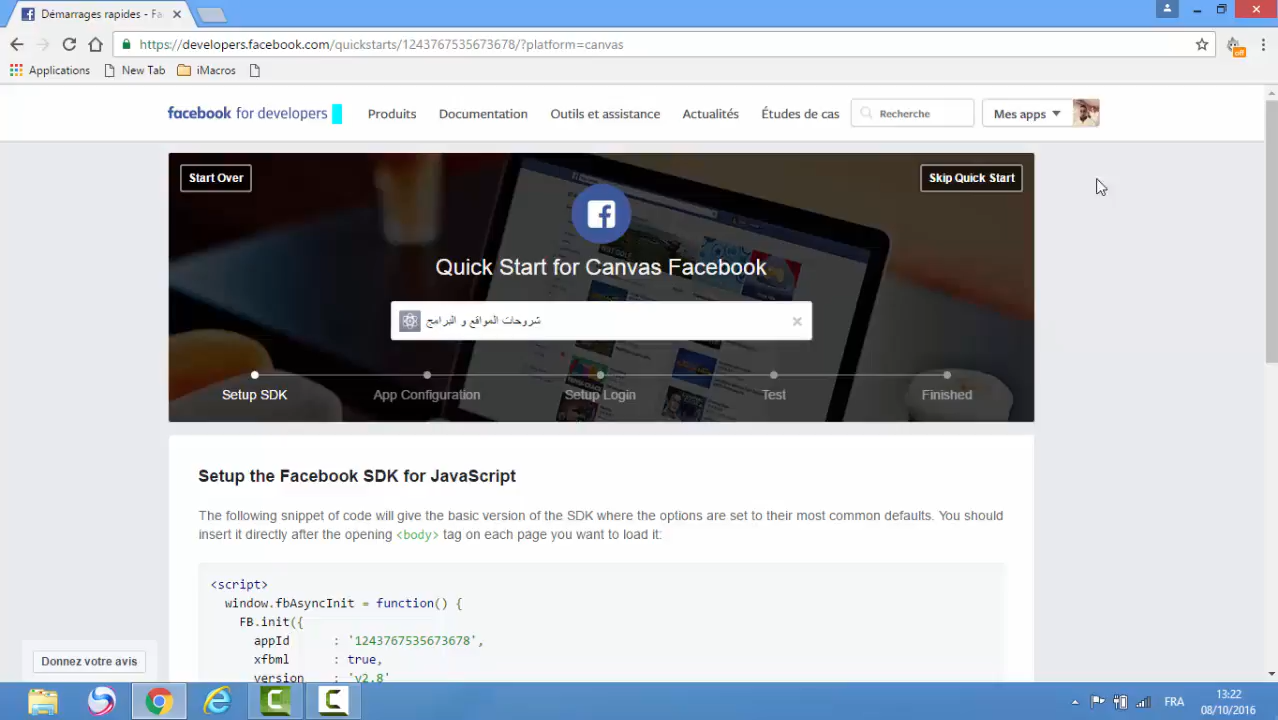 Démarrages rapides - Fa
https://developers.facebook.com/quickstarts/1243767535673678/?platform=canvas
Applications New Tab iMacros
off
facebook for developers Produits Documentation Outils et assistance Actualités Études de cas Recherche Mes apps
Start Over
Skip Quick Start
Quick Start for Canvas Facebook
شروحات المواقع و البرامج
Setup SDK App Configuration Setup Login Test Finished
Setup the Facebook SDK for JavaScript
The following snippet of code will give the basic version of the SDK where the options are set to their most common defaults. You should
insert it directly after the opening <body> tag on each page you want to load it:
<script>
window.fbAsyncInit = function() {
FB.init({
appId : '1243767535673678',
xfbml : true,
version : 'v2.8'
Donnez votre avis
FRA
13:22
08/10/2016